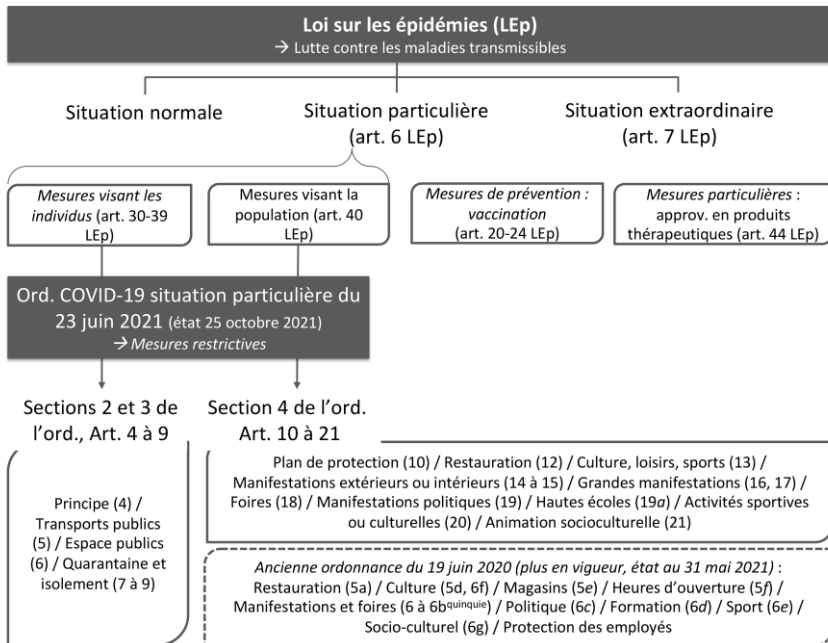 Loi sur les épidémies (LEp)
→ Lutte contre les maladies transmissibles
Situation normale
Situation particulière
(art. 6 LEp)
Situation extraordinaire
(art. 7 LEp)
Mesures visant les
individus (art. 30-39
LEp)
Mesures visant la
population (art. 40
LEp)
Mesures de prévention :
vaccination
(art. 20-24 LEp)
Mesures particulières :
approv. en produits
thérapeutiques (art. 44 LEp)
Ord. COVID-19 situation particulière du
23 juin 2021 (état 25 octobre 2021)
→ Mesures restrictives
Sections 2 et 3 de
l’ord., Art. 4 à 9
Section 4 de l’ord.
Art. 10 à 21
Principe (4) /
Transports publics
(5) / Espace publics
(6) / Quarantaine et
isolement (7 à 9)
Plan de protection (10) / Restauration (12) / Culture, loisirs, sports (13) /
Manifestations extérieurs ou intérieurs (14 à 15) / Grandes manifestations (16, 17) /
Foires (18) / Manifestations politiques (19) / Hautes écoles (19a) / Activités sportives
ou culturelles (20) / Animation socioculturelle (21)
Ancienne ordonnance du 19 juin 2020 (plus en vigueur, état au 31 mai 2021) :
Restauration (5a) / Culture (5d, 6f) / Magasins (5e) / Heures d’ouverture (5f) /
Manifestations et foires (6 à 6bquinquie) / Politique (6c) / Formation (6d) / Sport (6e) /
Socio-culturel (6g) / Protection des employés